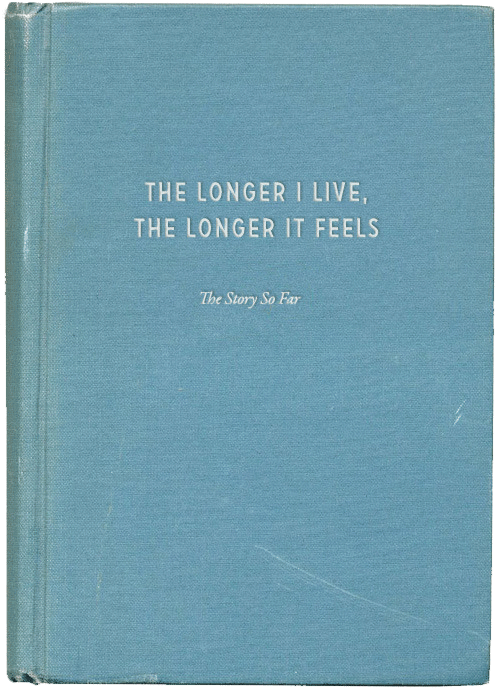 THE LONGER I LIVE,
THE LONGER IT FEELS
The Story So Far